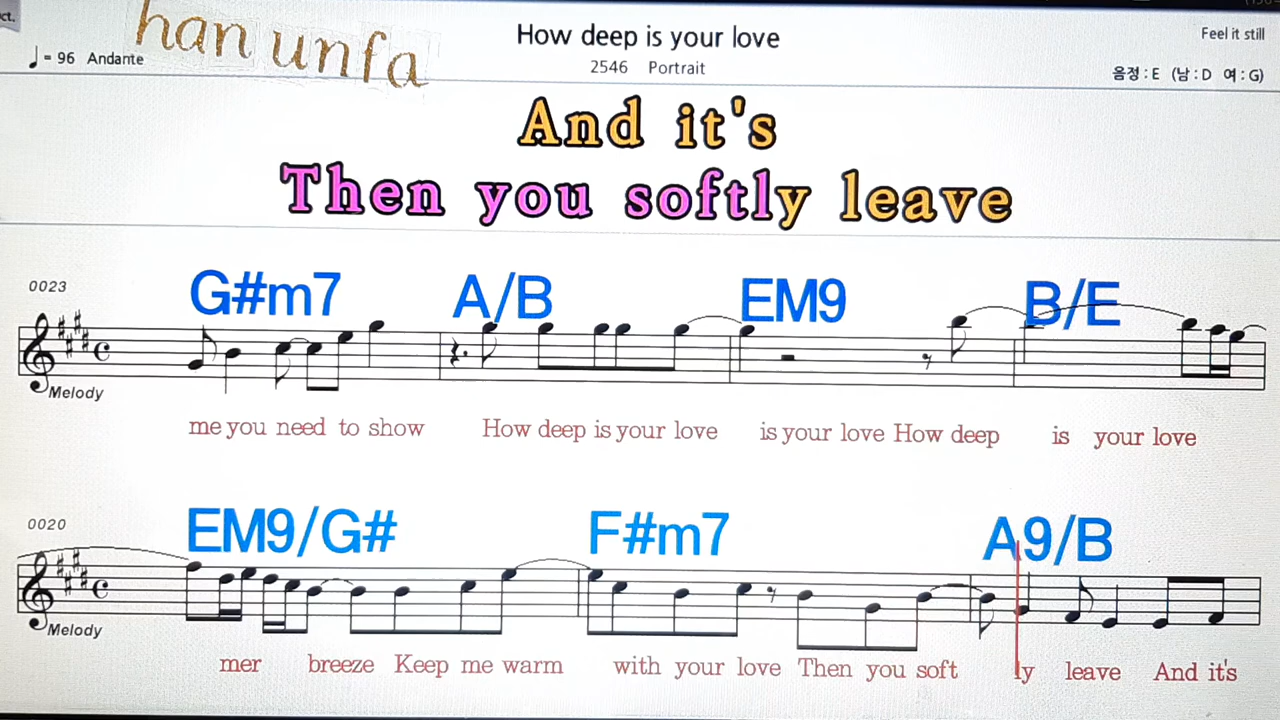 ct.
han unfa
♩ = 96 Andante
How deep is your love
2546 Portrait
Feel it still
음정 : E (남 : D 여 : G)
And it's
Then you softly leave
0023
G#m7 A/B EM9 B/E
Melody
me you need to show How deep is your love is your love How deep is your love
0020
EM9/G# F#m7 A9/B
Melody
mer breeze Keep me warm with your love Then you soft ly leave And it's